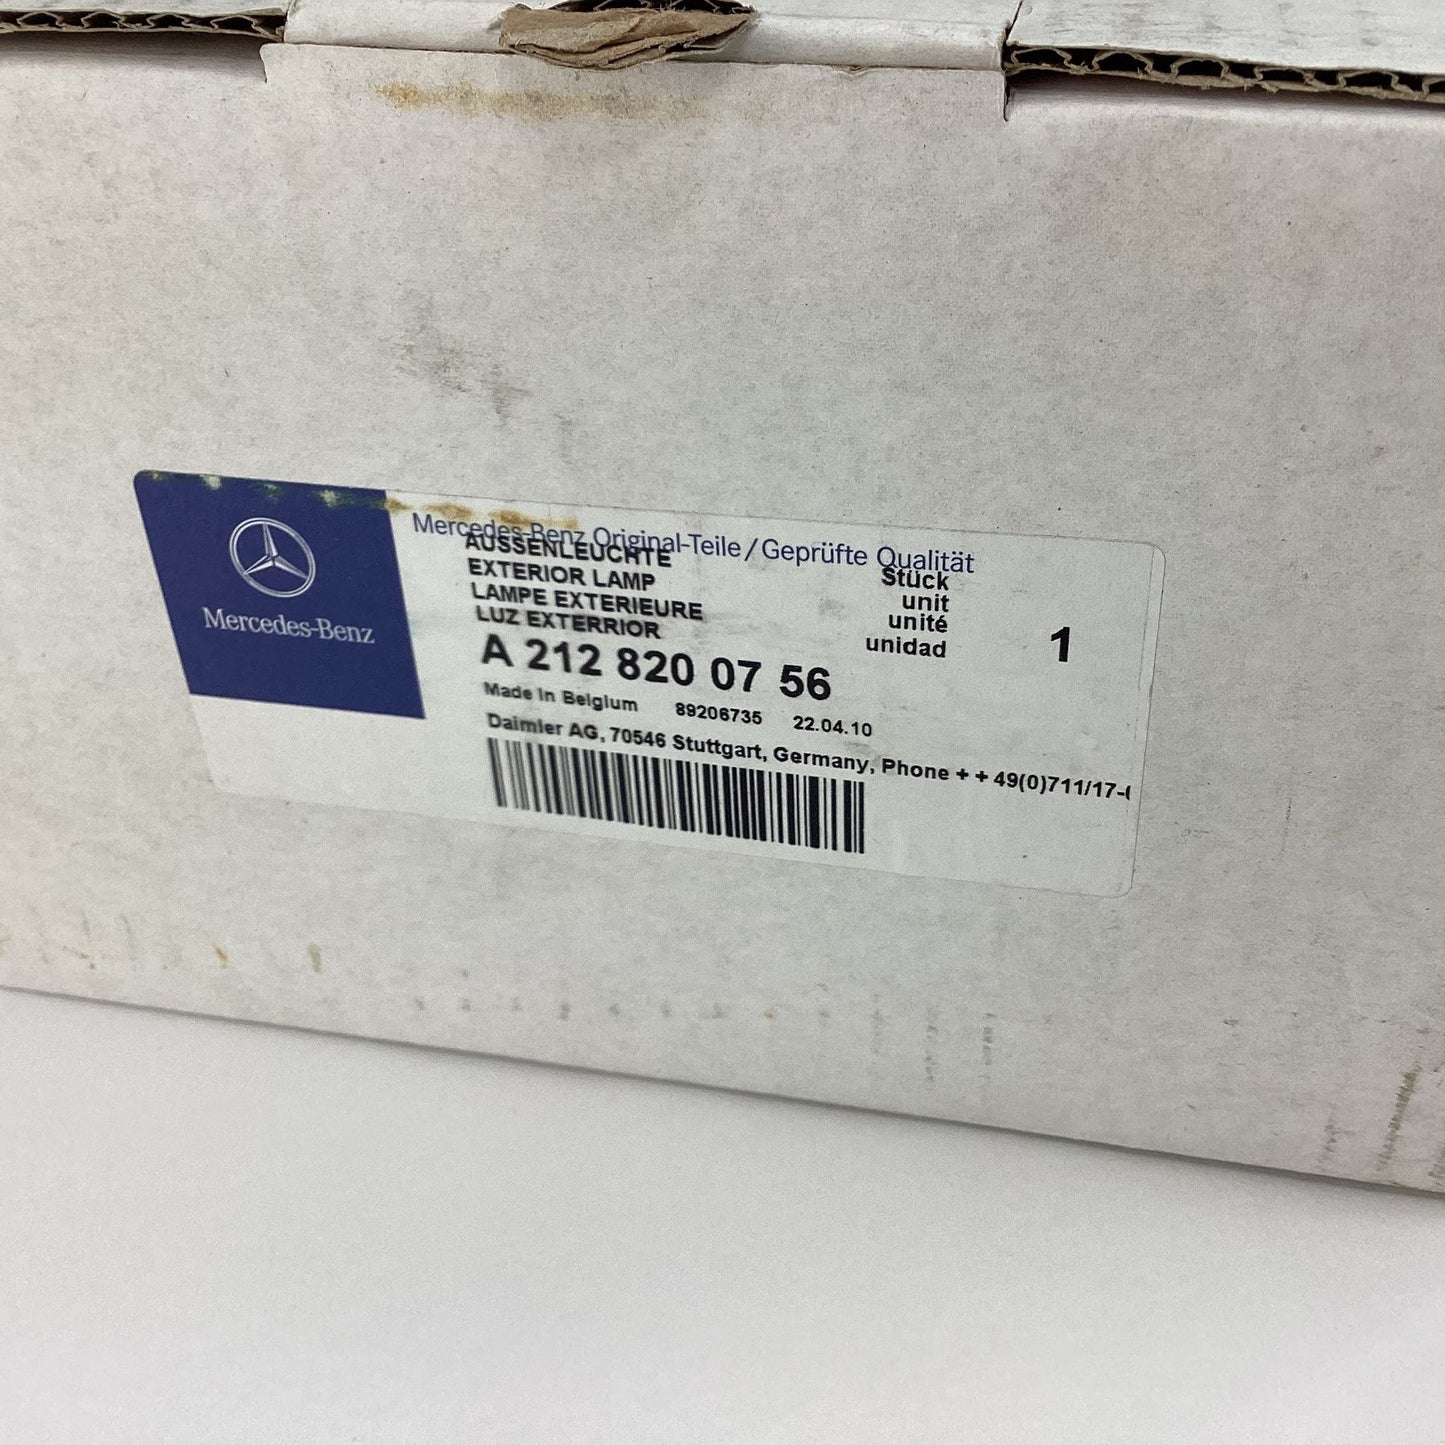 Mercedes-Benz
Mercedes-Benz Original-Teile / Geprüfte Qualität
AUSSENLEUCHTE
EXTERIOR LAMP
LAMPE EXTERIEURE
LUZ EXTERRIOR
Stück
unit
unité
unidad
1
A 212 820 07 56
Made in Belgium 89206735 22.04.10
Daimler AG, 70546 Stuttgart, Germany, Phone + + 49(0)711/17-